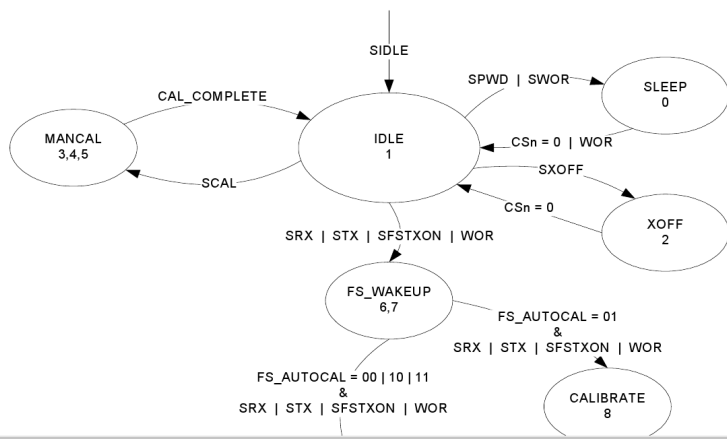 SIDLE
SPWD | SWOR
SLEEP
0
CAL_COMPLETE
MANCAL
3,4,5
IDLE
1
CSn = 0 | WOR
SXOFF
SCAL
CSn = 0
XOFF
2
SRX | STX | SFSTXON | WOR
FS_WAKEUP
6,7
FS_AUTOCAL = 01
&
SRX | STX | SFSTXON | WOR
FS_AUTOCAL = 00 | 10 | 11
&
SRX | STX | SFSTXON | WOR
CALIBRATE
8